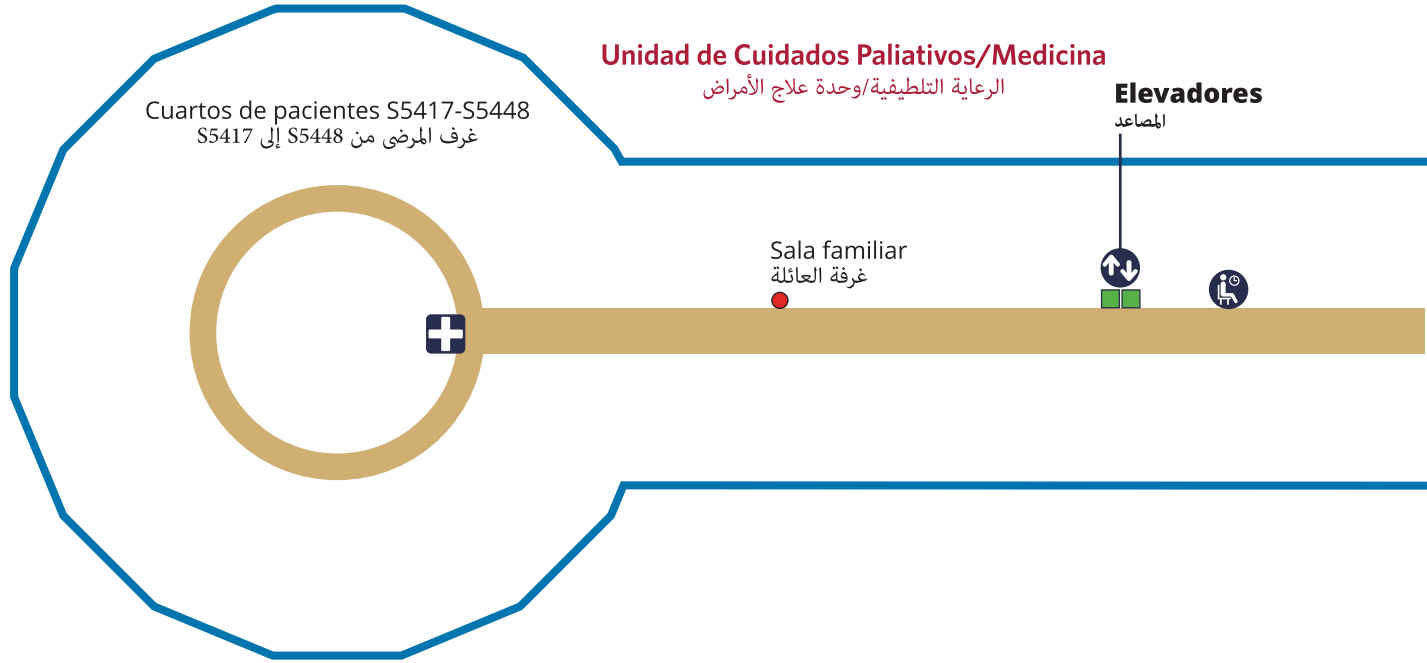 Unidad de Cuidados Paliativos/Medicina
الرعاية التلطيفية/وحدة علاج الأمراض
Elevadores
المصاعد
Cuartos de pacientes S5417-S5448
غرف المرضى من S5448 إلى S5417
Sala familiar
غرفة العائلة